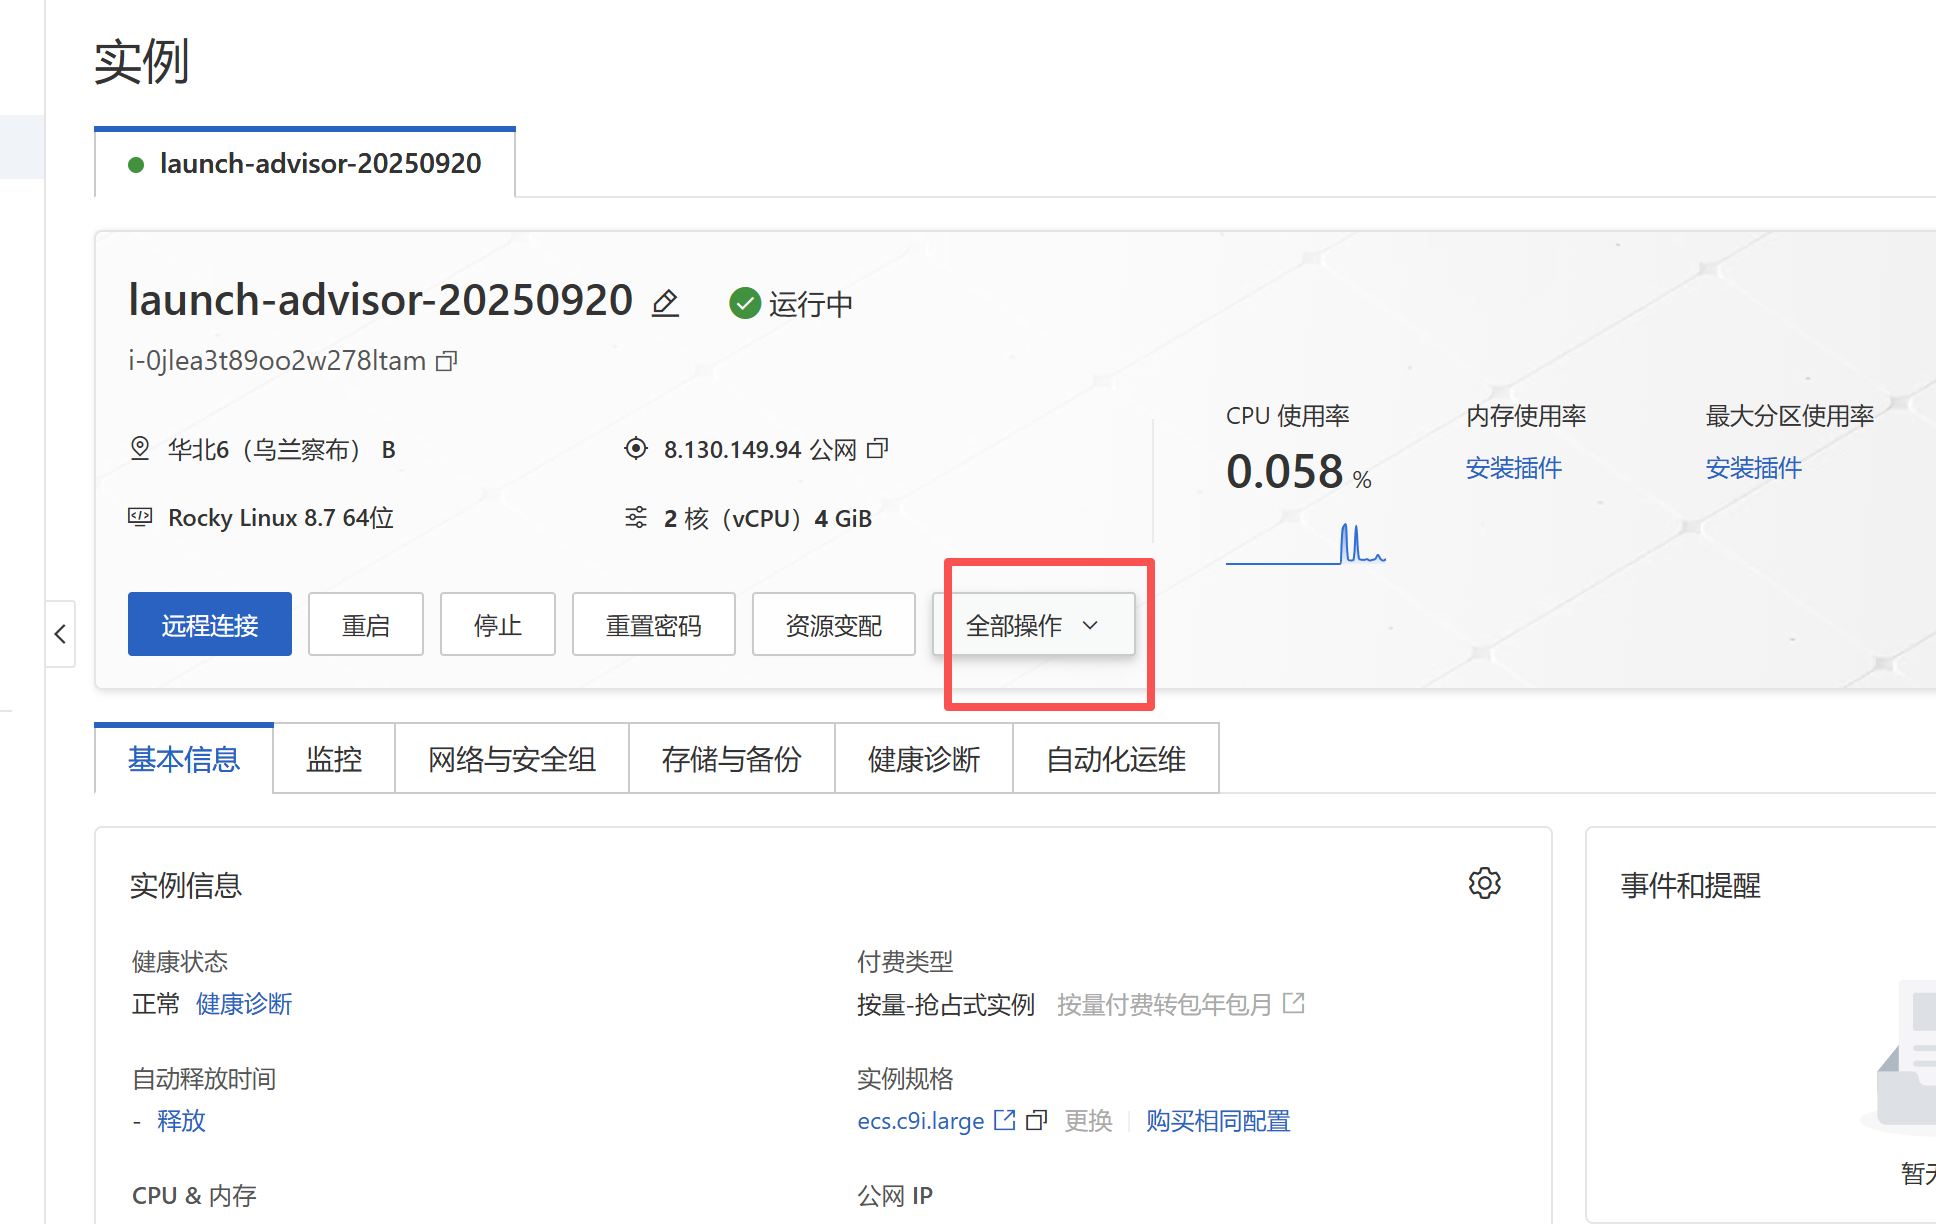 实例
launch-advisor-20250920
launch-advisor-20250920 运行中
i-0jlea3t89oo2w278ltam
华北6（乌兰察布） B
8.130.149.94 公网
Rocky Linux 8.7 64位
2 核（vCPU）4 GiB
CPU 使用率
0.058 %
内存使用率
安装插件
最大分区使用率
安装插件
远程连接 重启 停止 重置密码 资源变配 全部操作
基本信息 监控 网络与安全组 存储与备份 健康诊断 自动化运维
实例信息
健康状态
正常 健康诊断
付费类型
按量-抢占式实例 按量付费转包年包月
自动释放时间
- 释放
实例规格
ecs.c9i.large 更换 购买相同配置
CPU & 内存
公网 IP
事件和提醒
暂